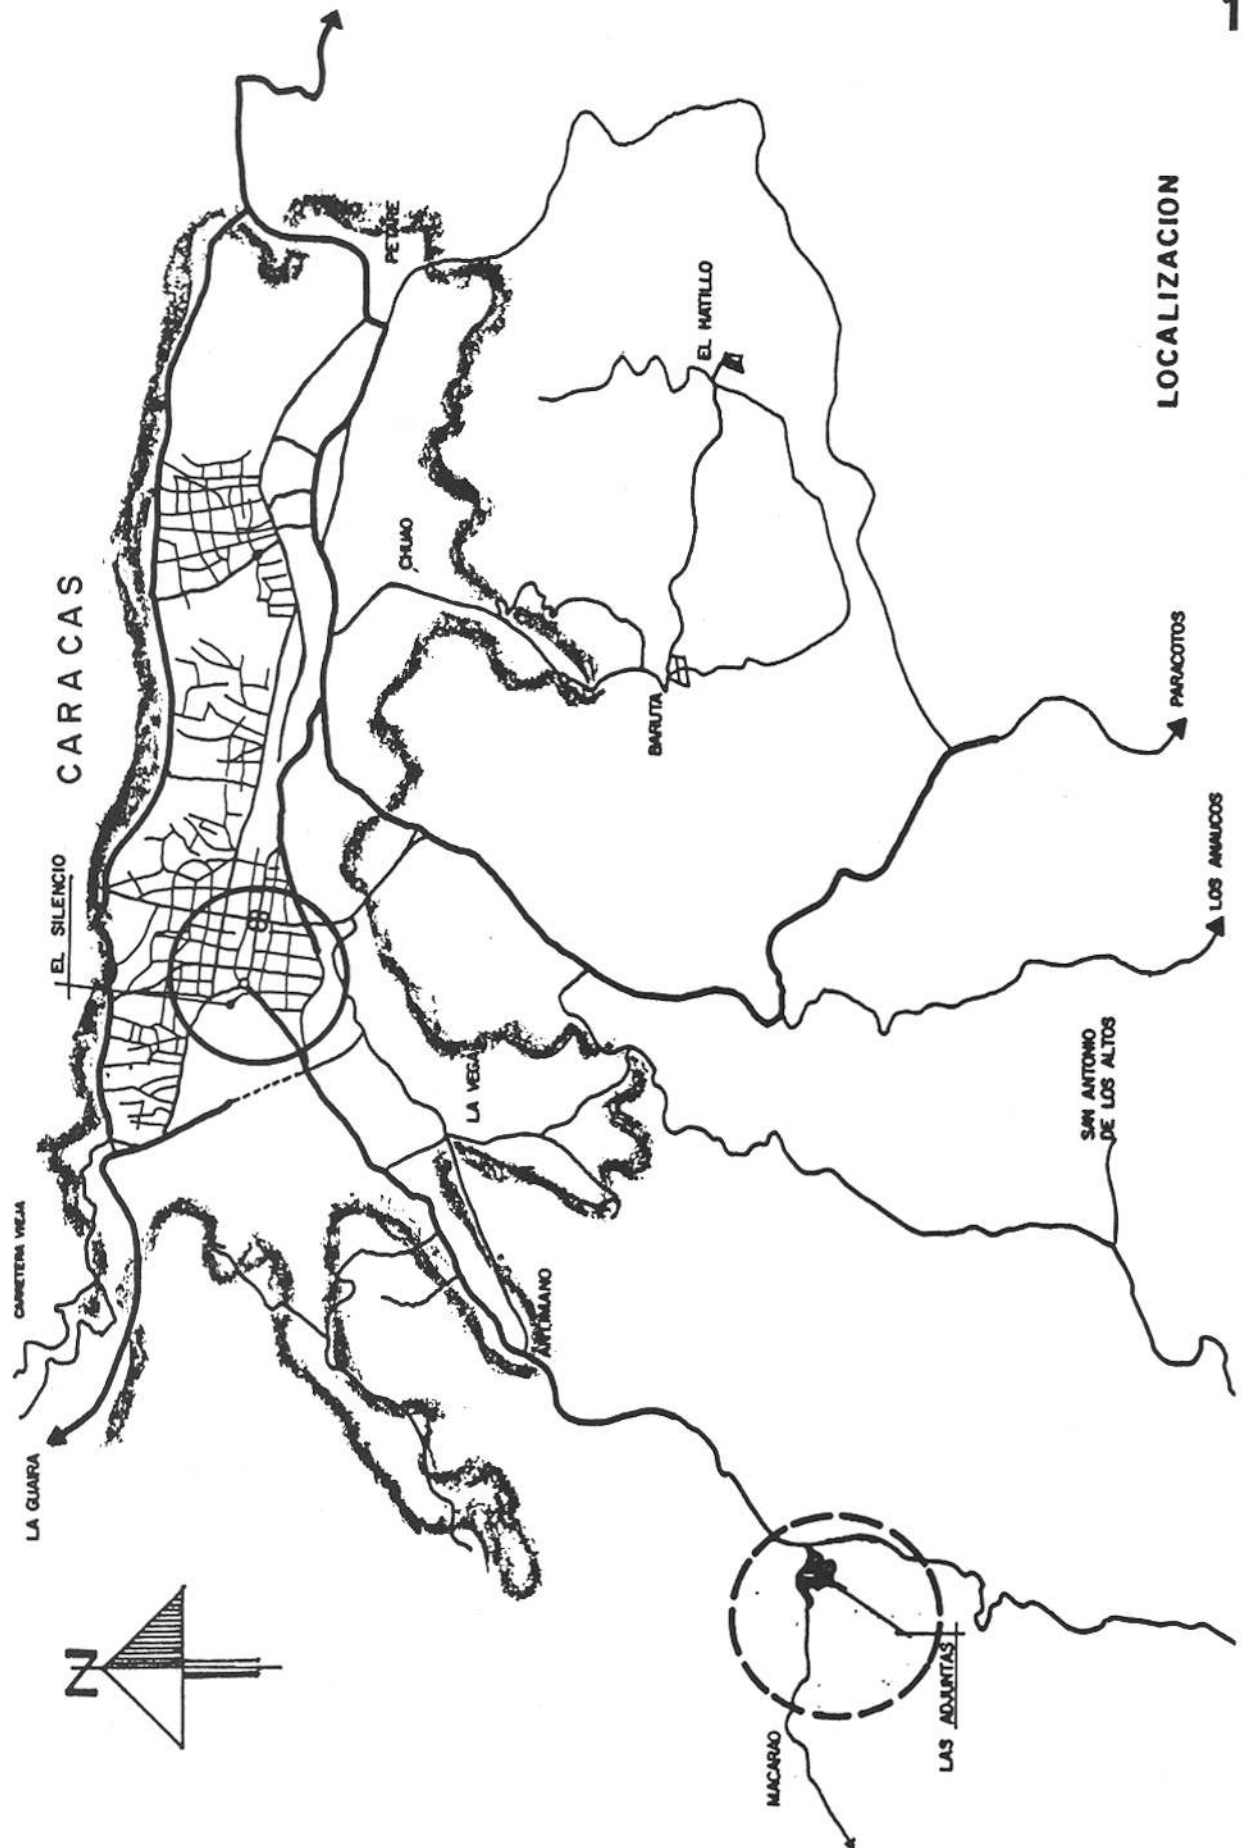 1
CARACAS
EL SILENCIO
CARRETERA VIEJA
LA GUAIRA
N
PETARE
CHUAO
EL HATILLO
LA VEGA
BARUTA
ANTIMANO
MACARAO
LAS ADJUNTAS
SAN ANTONIO
DE LOS ALTOS
LOS ANAUCOS
PARACOTOS
LOCALIZACION